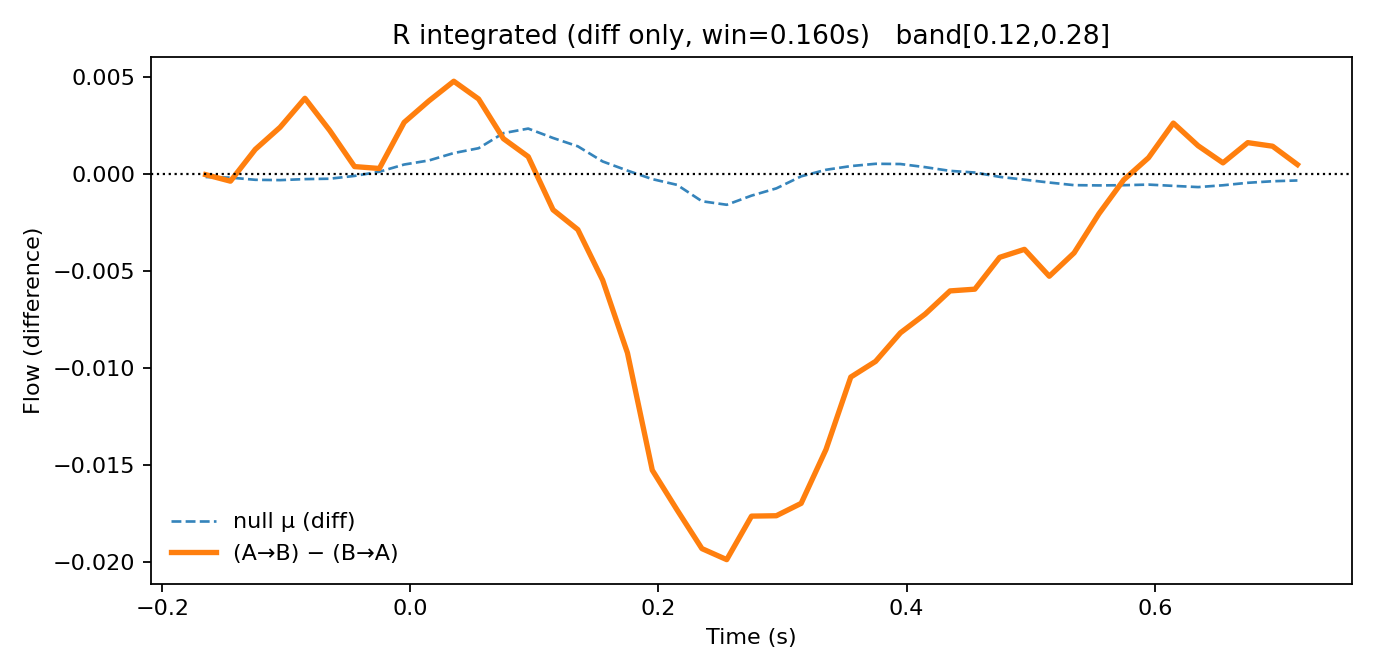 R integrated (diff only, win=0.160s)   band[0.12,0.28]
Flow (difference)
0.005
0.000
−0.005
−0.010
−0.015
−0.020
null μ (diff)
(A→B) − (B→A)
−0.2
0.0
0.2
0.4
0.6
Time (s)